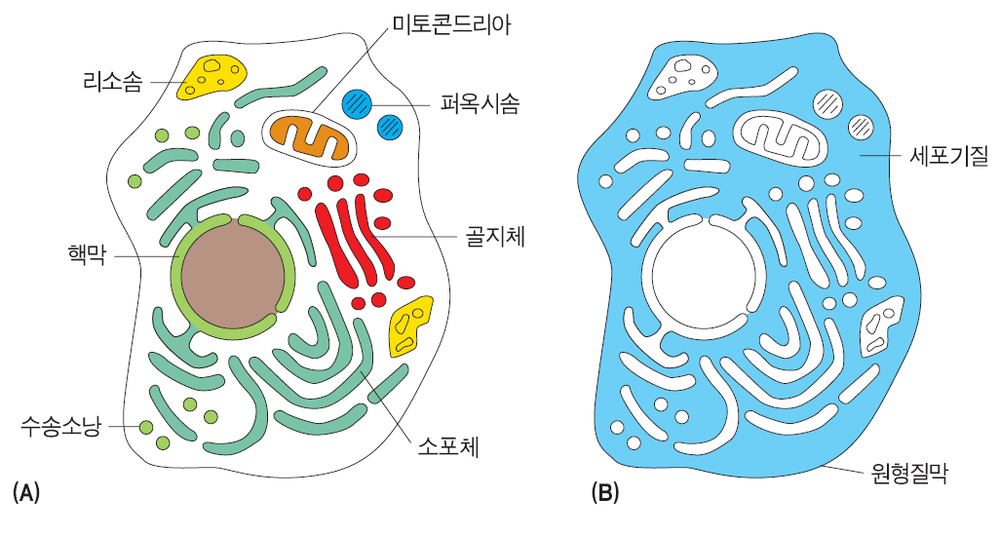 미토콘드리아
리소솜
퍼옥시솜
세포기질
골지체
핵막
수송소낭
소포체
원형질막
(A)
(B)